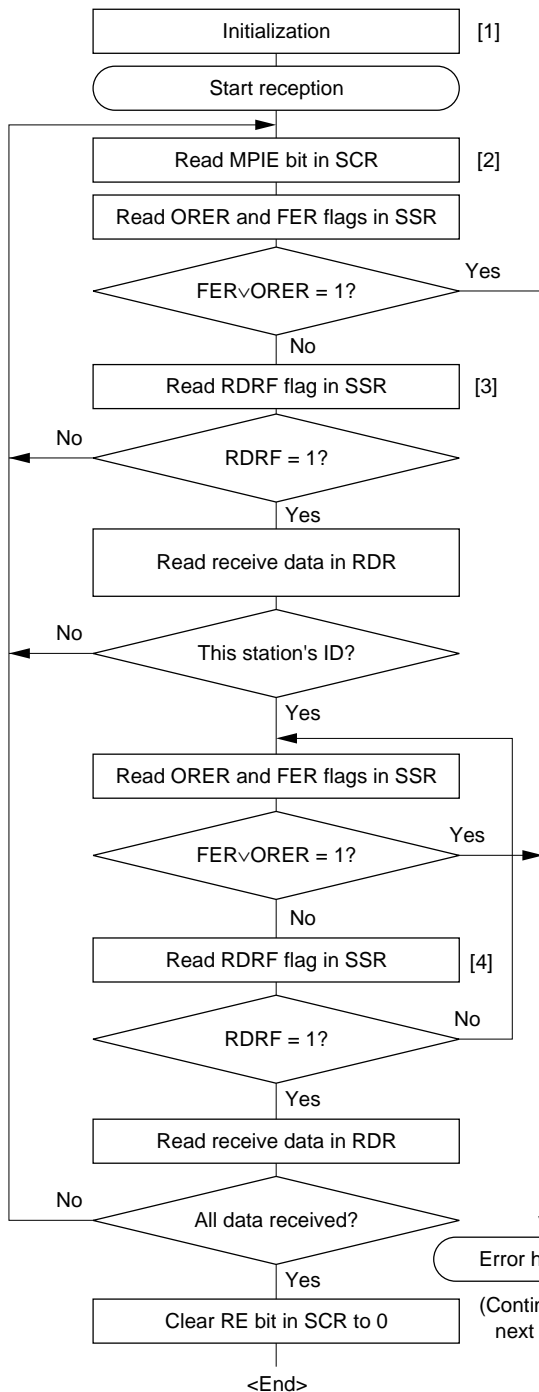 Initialization [1]
Start reception
Read MPIE bit in SCR [2]
Read ORER and FER flags in SSR
Yes
FER∨ORER = 1?
No
Read RDRF flag in SSR [3]
No
RDRF = 1?
Yes
Read receive data in RDR
No
This station's ID?
Yes
Read ORER and FER flags in SSR
Yes
FER∨ORER = 1?
No
Read RDRF flag in SSR [4]
No
RDRF = 1?
Yes
Read receive data in RDR
No
All data received?
Error
Yes
Clear RE bit in SCR to 0
next
<End>